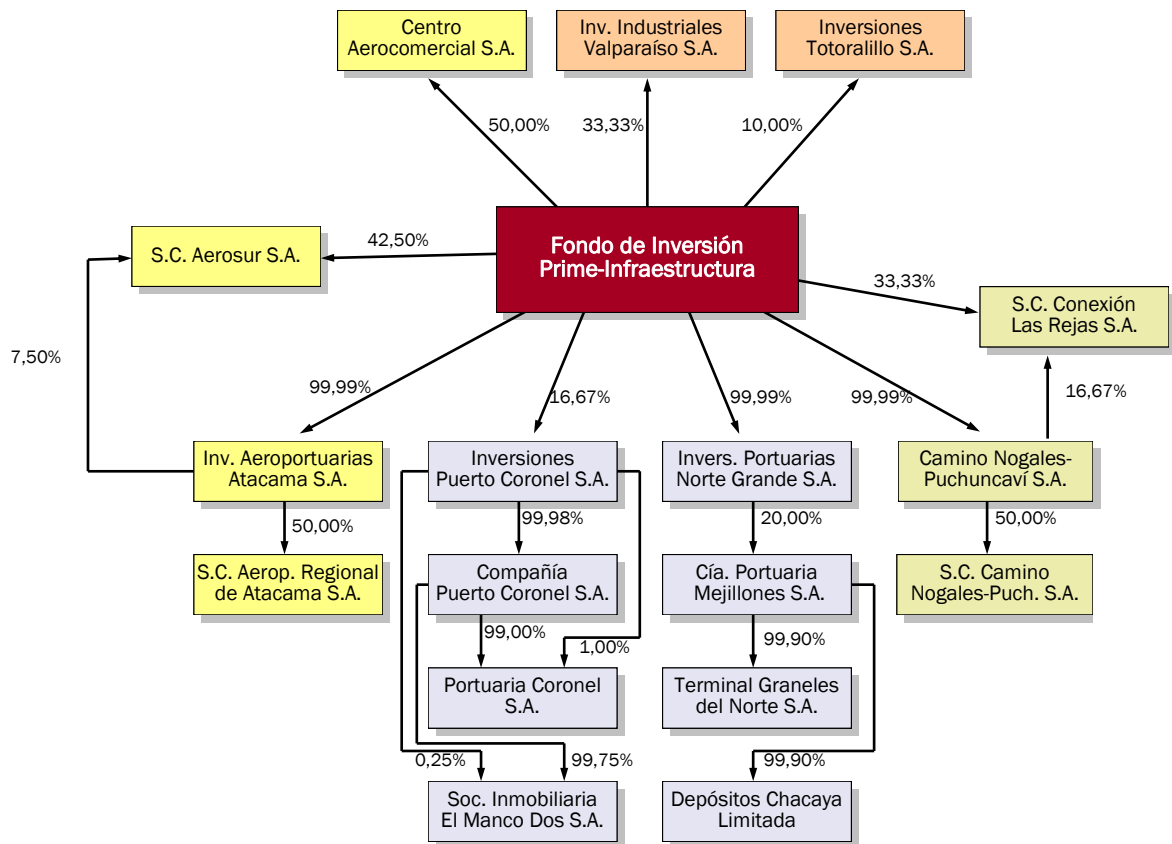 Centro
Aerocomercial S.A.
Inv. Industriales
Valparaíso S.A.
Inversiones
Totoralillo S.A.
50,00%
33,33%
10,00%
S.C. Aerosur S.A.
42,50%
Fondo de Inversión
Prime-Infraestructura
33,33%
S.C. Conexión
Las Rejas S.A.
7,50%
99,99%
16,67%
99,99%
99,99%
16,67%
Inv. Aeroportuarias
Atacama S.A.
Inversiones
Puerto Coronel S.A.
Invers. Portuarias
Norte Grande S.A.
Camino Nogales-
Puchuncaví S.A.
50,00%
99,98%
20,00%
50,00%
S.C. Aerop. Regional
de Atacama S.A.
Compañía
Puerto Coronel S.A.
Cía. Portuaria
Mejillones S.A.
S.C. Camino
Nogales-Puch. S.A.
99,00%
1,00%
99,90%
Portuaria Coronel
S.A.
Terminal Graneles
del Norte S.A.
0,25%
99,75%
99,90%
Soc. Inmobiliaria
El Manco Dos S.A.
Depósitos Chacaya
Limitada